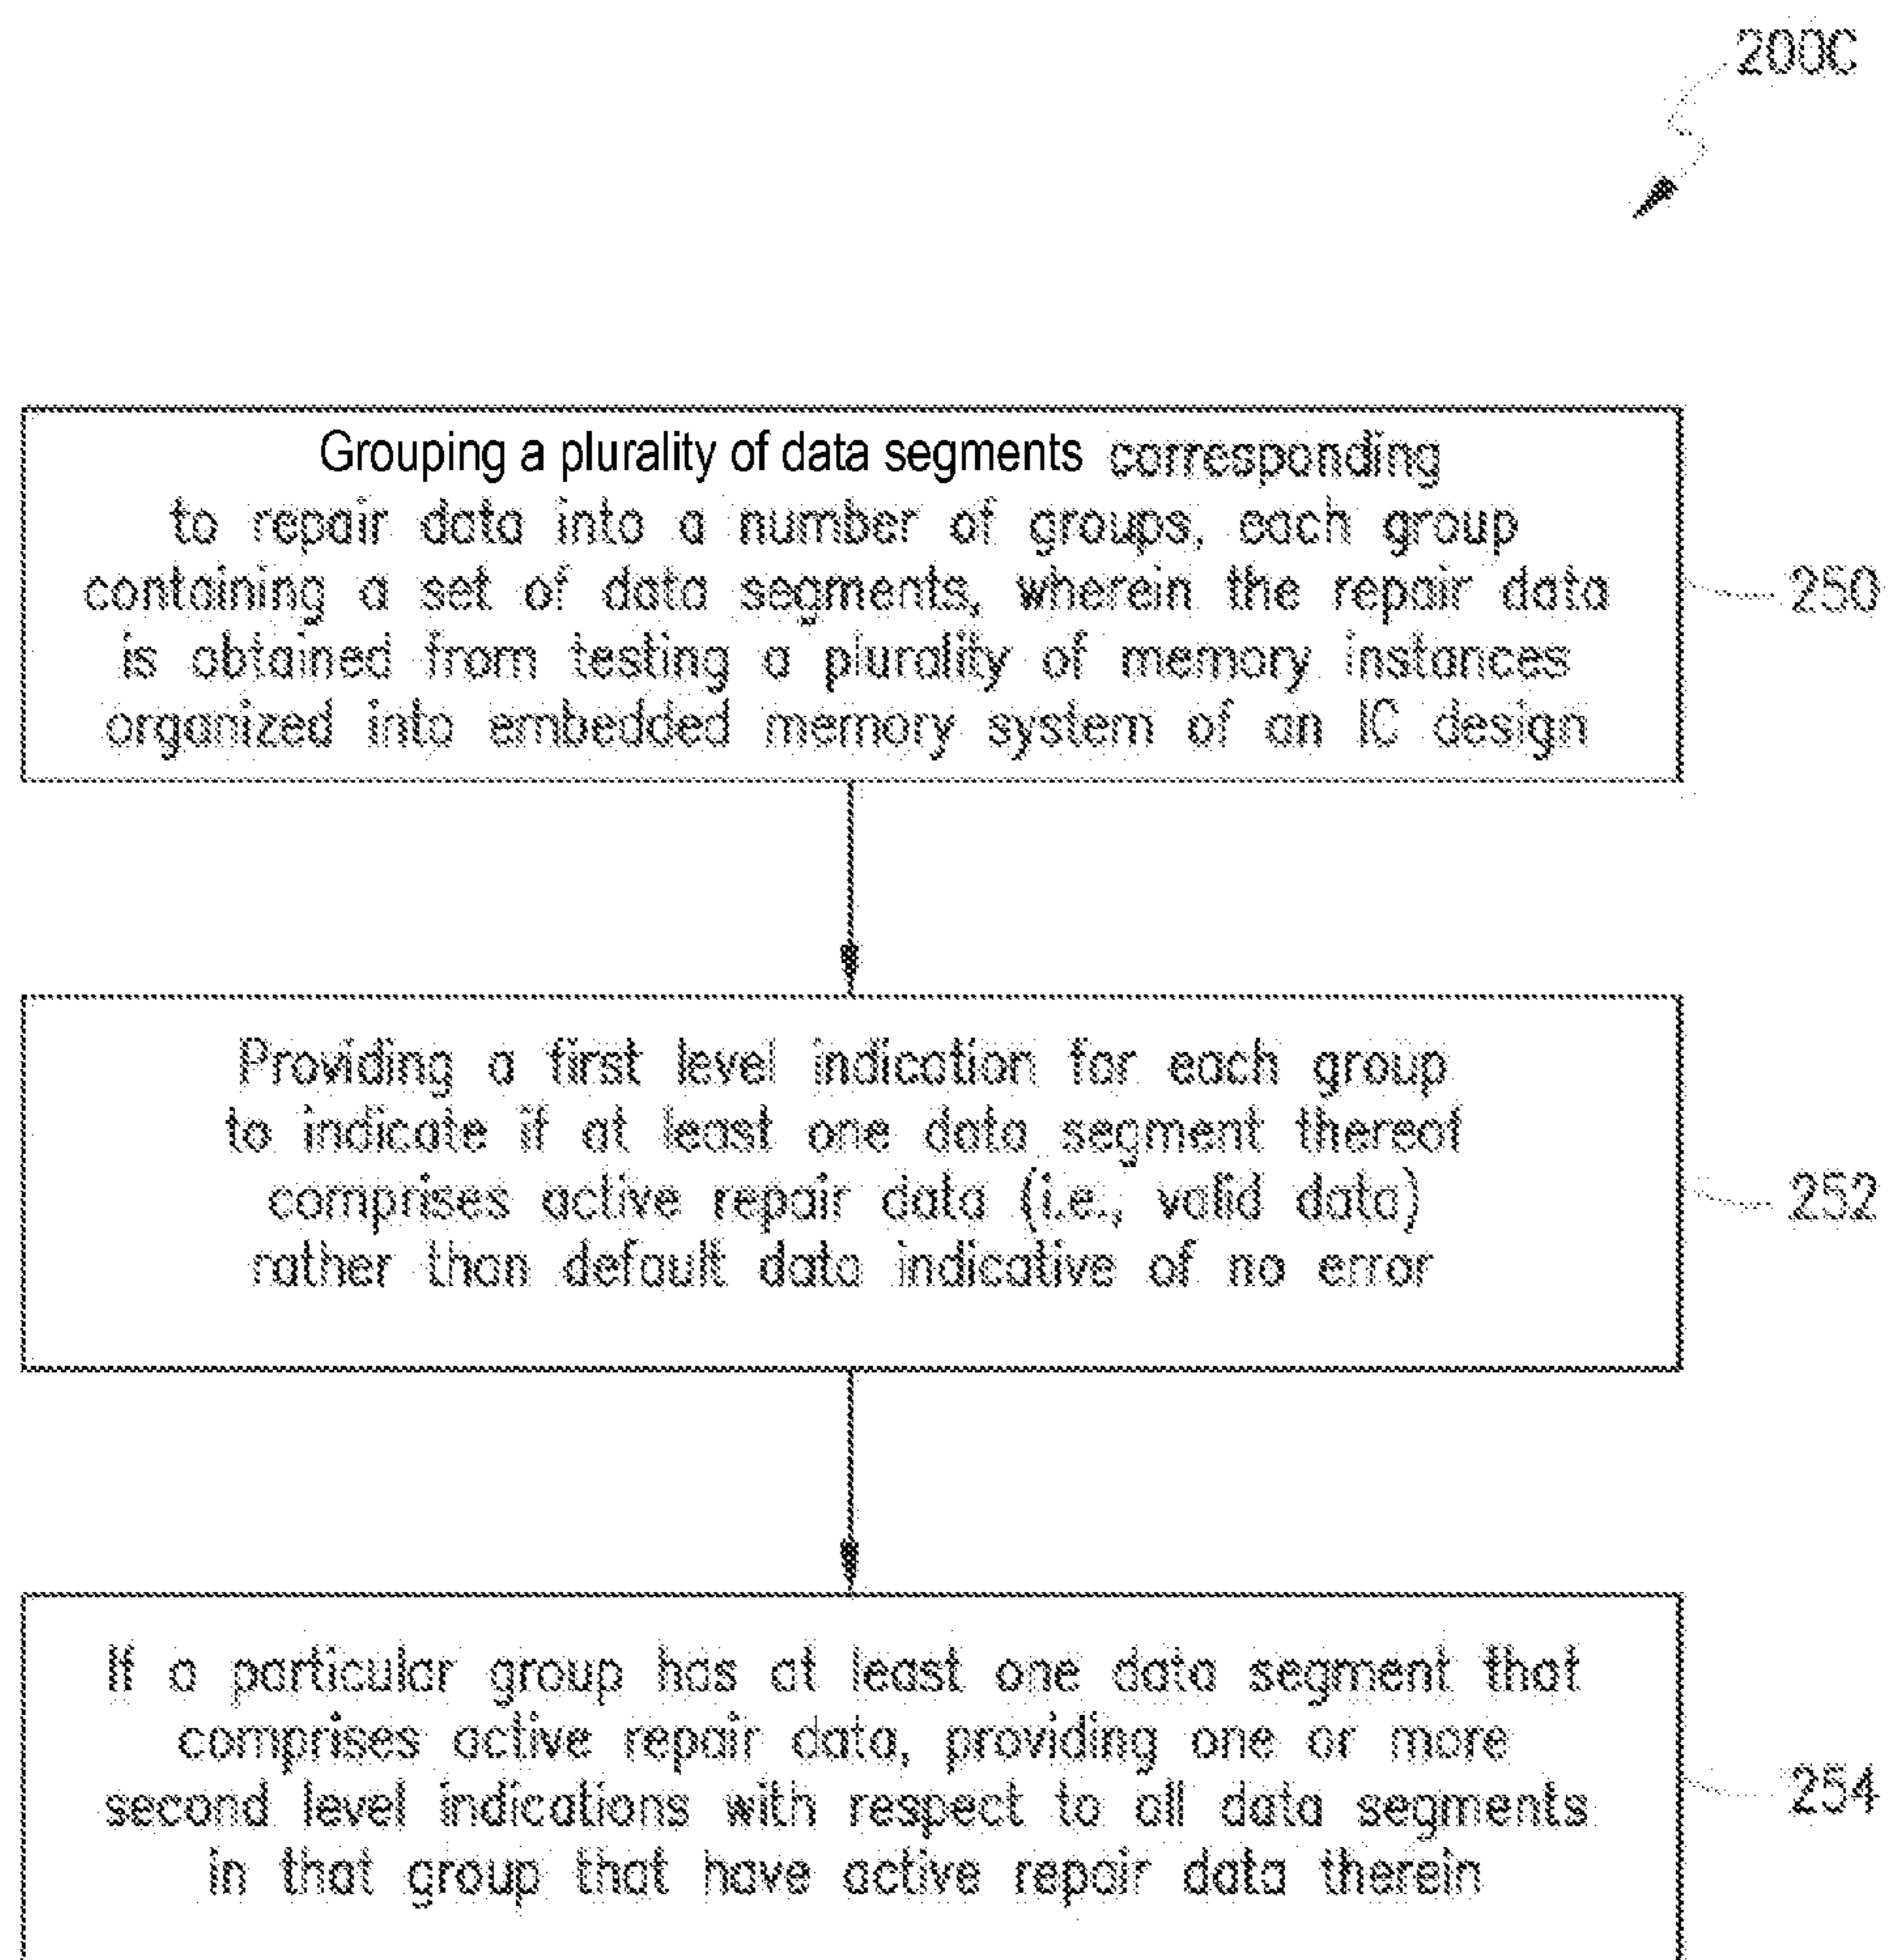 200C
Grouping a plurality of data segments corresponding
to repair data into a number of groups, each group
containing a set of data segments, wherein the repair data
is obtained from testing a plurality of memory instances
organized into embedded memory system of an IC design
250
Providing a first level indication for each group
to indicate if at least one data segment thereof
comprises active repair data (i.e., valid data)
rather than default data indicative of no error
252
If a particular group has at least one data segment that
comprises active repair data, providing one or more
second level indications with respect to all data segments
in that group that have active repair data therein
254